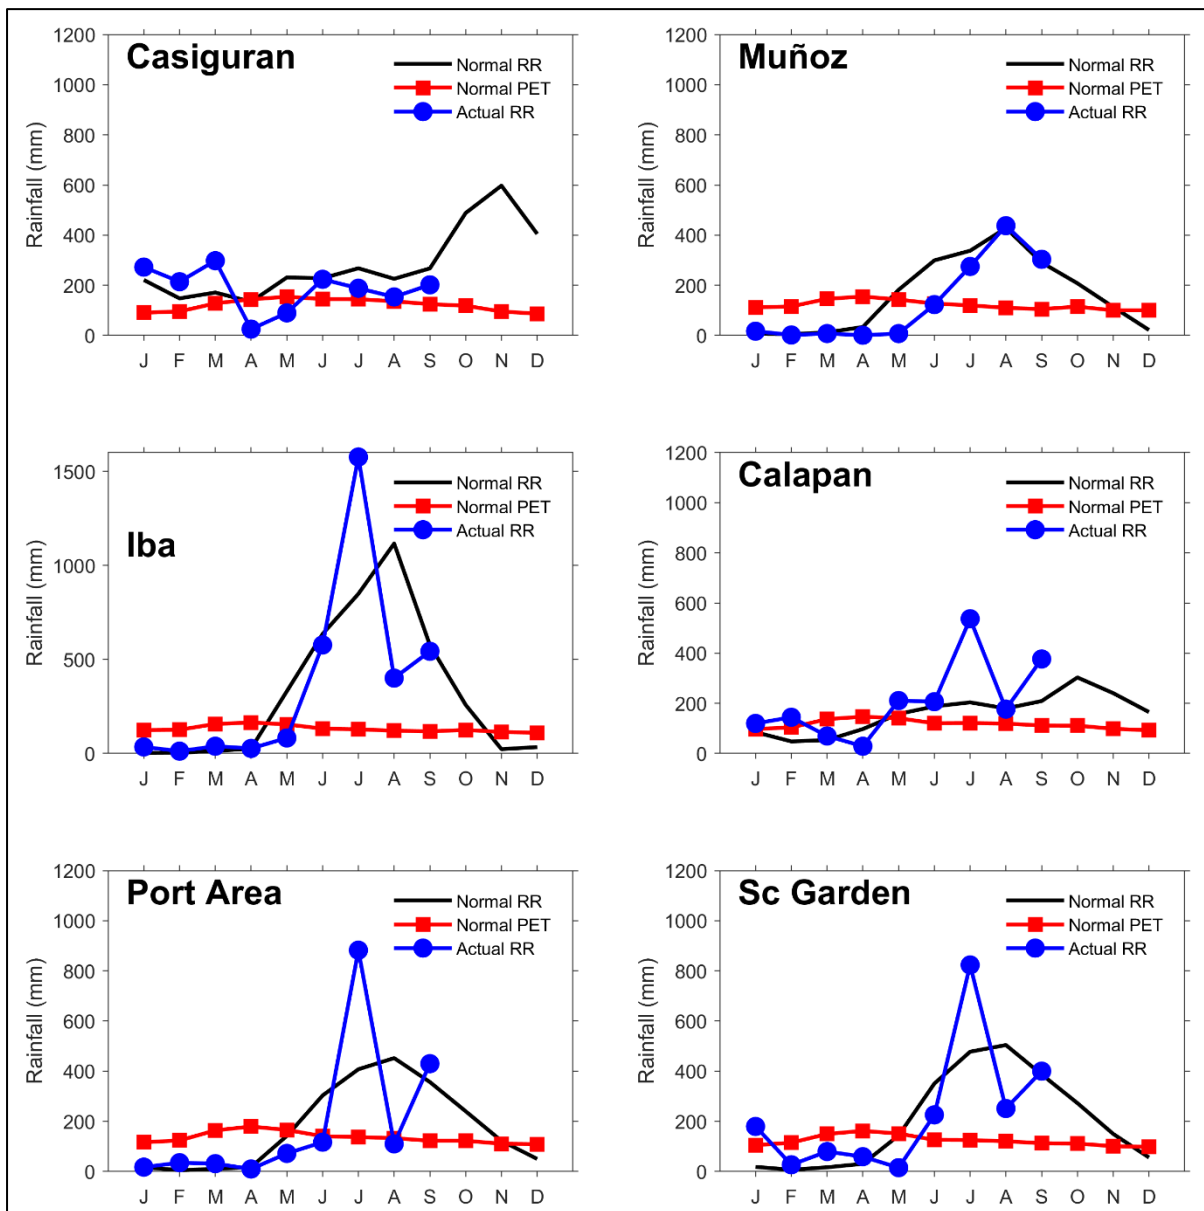 Casiguran
Normal RR
Normal PET
Actual RR
Rainfall (mm)
1200
1000
800
600
400
200
0
J F M A M J J A S O N D
Muñoz
Normal RR
Normal PET
Actual RR
Rainfall (mm)
1200
1000
800
600
400
200
0
J F M A M J J A S O N D
Iba
Normal RR
Normal PET
Actual RR
Rainfall (mm)
1500
1000
500
0
J F M A M J J A S O N D
Calapan
Normal RR
Normal PET
Actual RR
Rainfall (mm)
1200
1000
800
600
400
200
0
J F M A M J J A S O N D
Port Area
Normal RR
Normal PET
Actual RR
Rainfall (mm)
1200
1000
800
600
400
200
0
J F M A M J J A S O N D
Sc Garden
Normal RR
Normal PET
Actual RR
Rainfall (mm)
1200
1000
800
600
400
200
0
J F M A M J J A S O N D